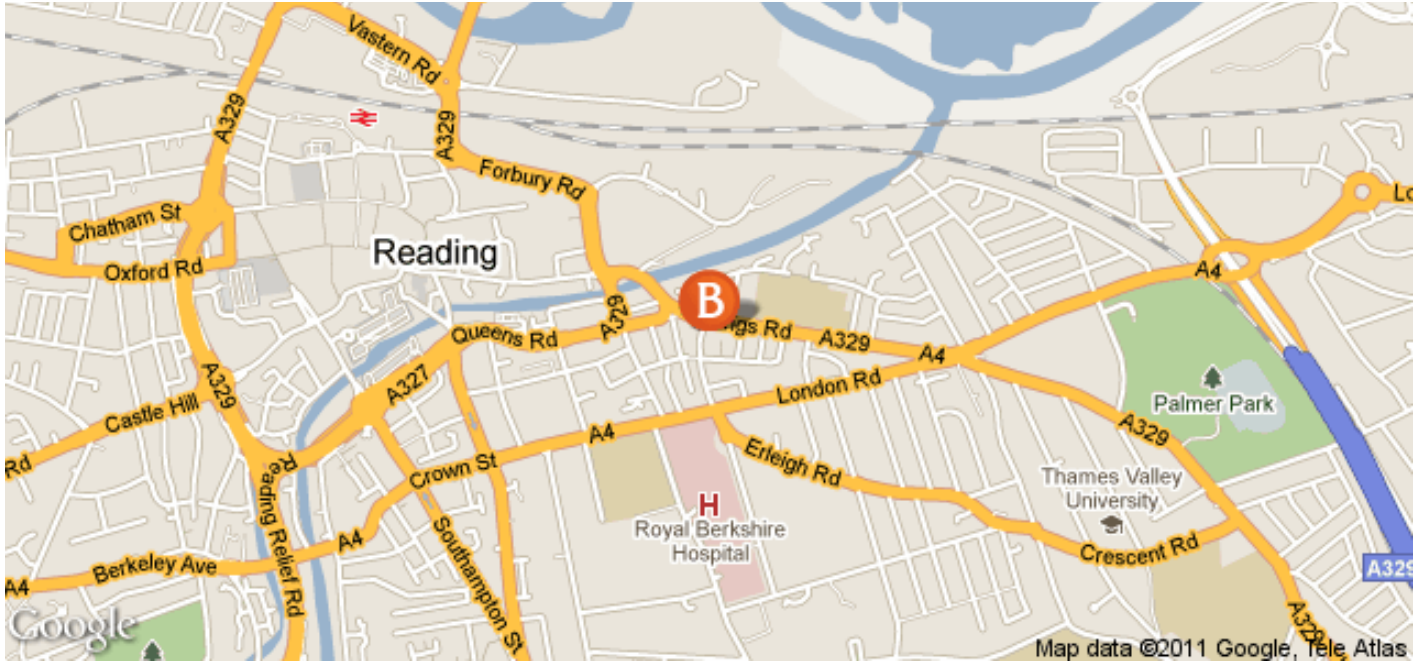 Vastern Rd
A329
A329
Forbury Rd
Chatham St
Reading
Oxford Rd
A4
B
A329
Queens Rd
A329
A4
A327
A329
London Rd
Castle Hill
Palmer Park
A329
A4
Rd
Crown St
Erleigh Rd
Thames Valley
University
Reading Relief Rd
H
Royal Berkshire
Hospital
Southampton St
A4
Crescent Rd
Berkeley Ave
A4
A329
A329
Google
Map data ©2011 Google, Tele Atlas